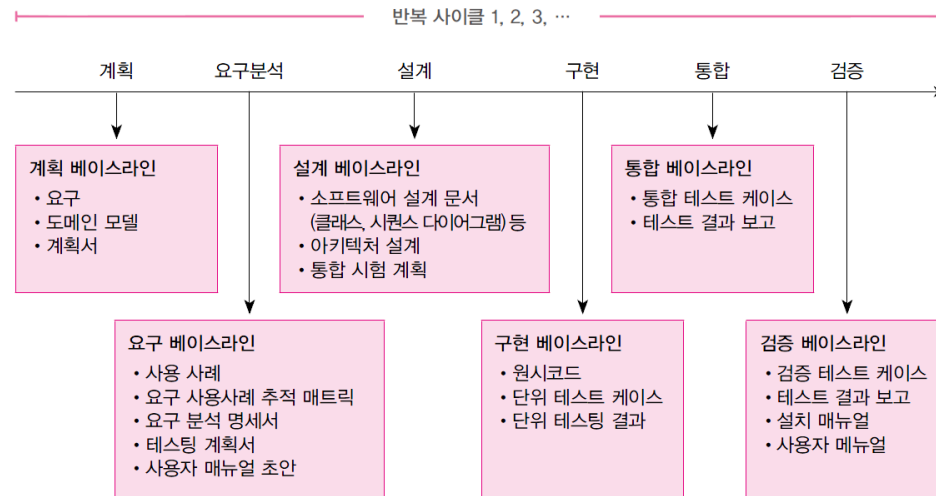 반복 사이클 1, 2, 3, …
계획
요구분석
설계
구현
통합
검증
계획 베이스라인
• 요구
• 도메인 모델
• 계획서
설계 베이스라인
• 소프트웨어 설계 문서
(클래스, 시퀀스 다이어그램) 등
• 아키텍처 설계
• 통합 시험 계획
통합 베이스라인
• 통합 테스트 케이스
• 테스트 결과 보고
요구 베이스라인
• 사용 사례
• 요구 사용사례 추적 매트릭
• 요구 분석 명세서
• 테스팅 계획서
• 사용자 매뉴얼 초안
구현 베이스라인
• 원시코드
• 단위 테스트 케이스
• 단위 테스팅 결과
검증 베이스라인
• 검증 테스트 케이스
• 테스트 결과 보고
• 설치 매뉴얼
• 사용자 메뉴얼